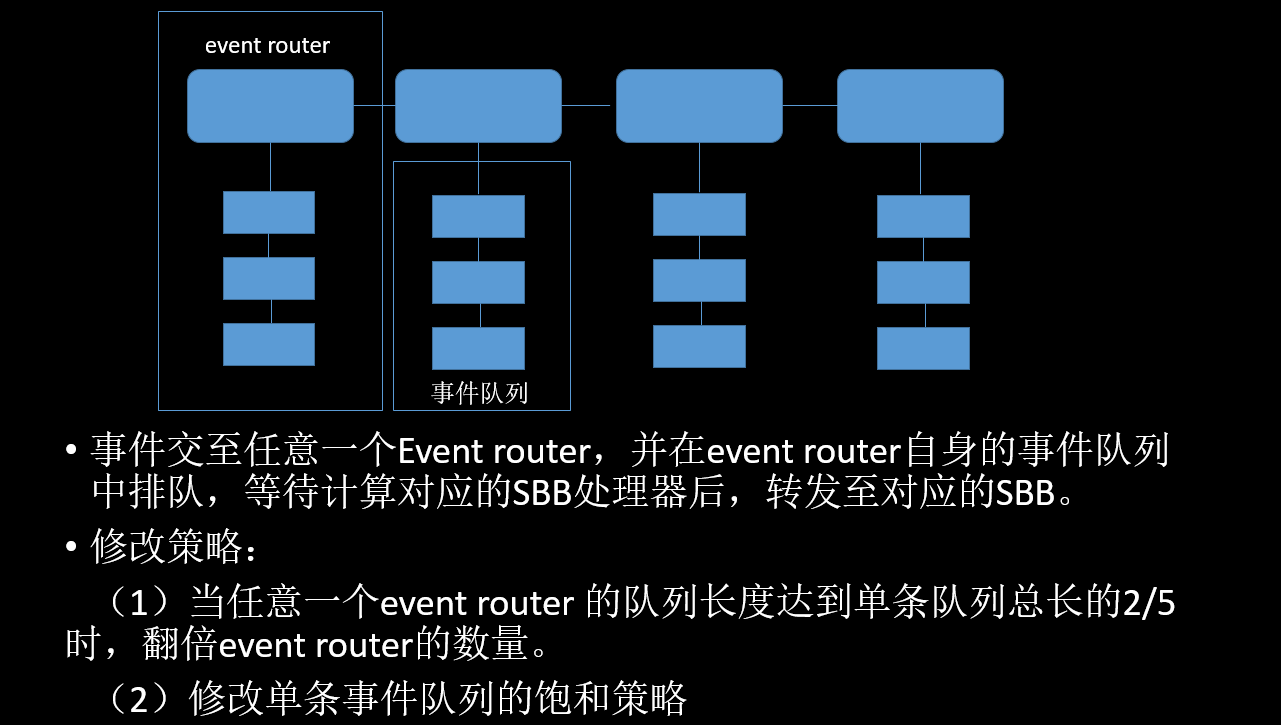 event router
事件队列
• 事件交至任意一个Event router，并在event router自身的事件队列
中排队，等待计算对应的SBB处理器后，转发至对应的SBB。
• 修改策略：
（1）当任意一个event router 的队列长度达到单条队列总长的2/5
时，翻倍event router的数量。
（2）修改单条事件队列的饱和策略